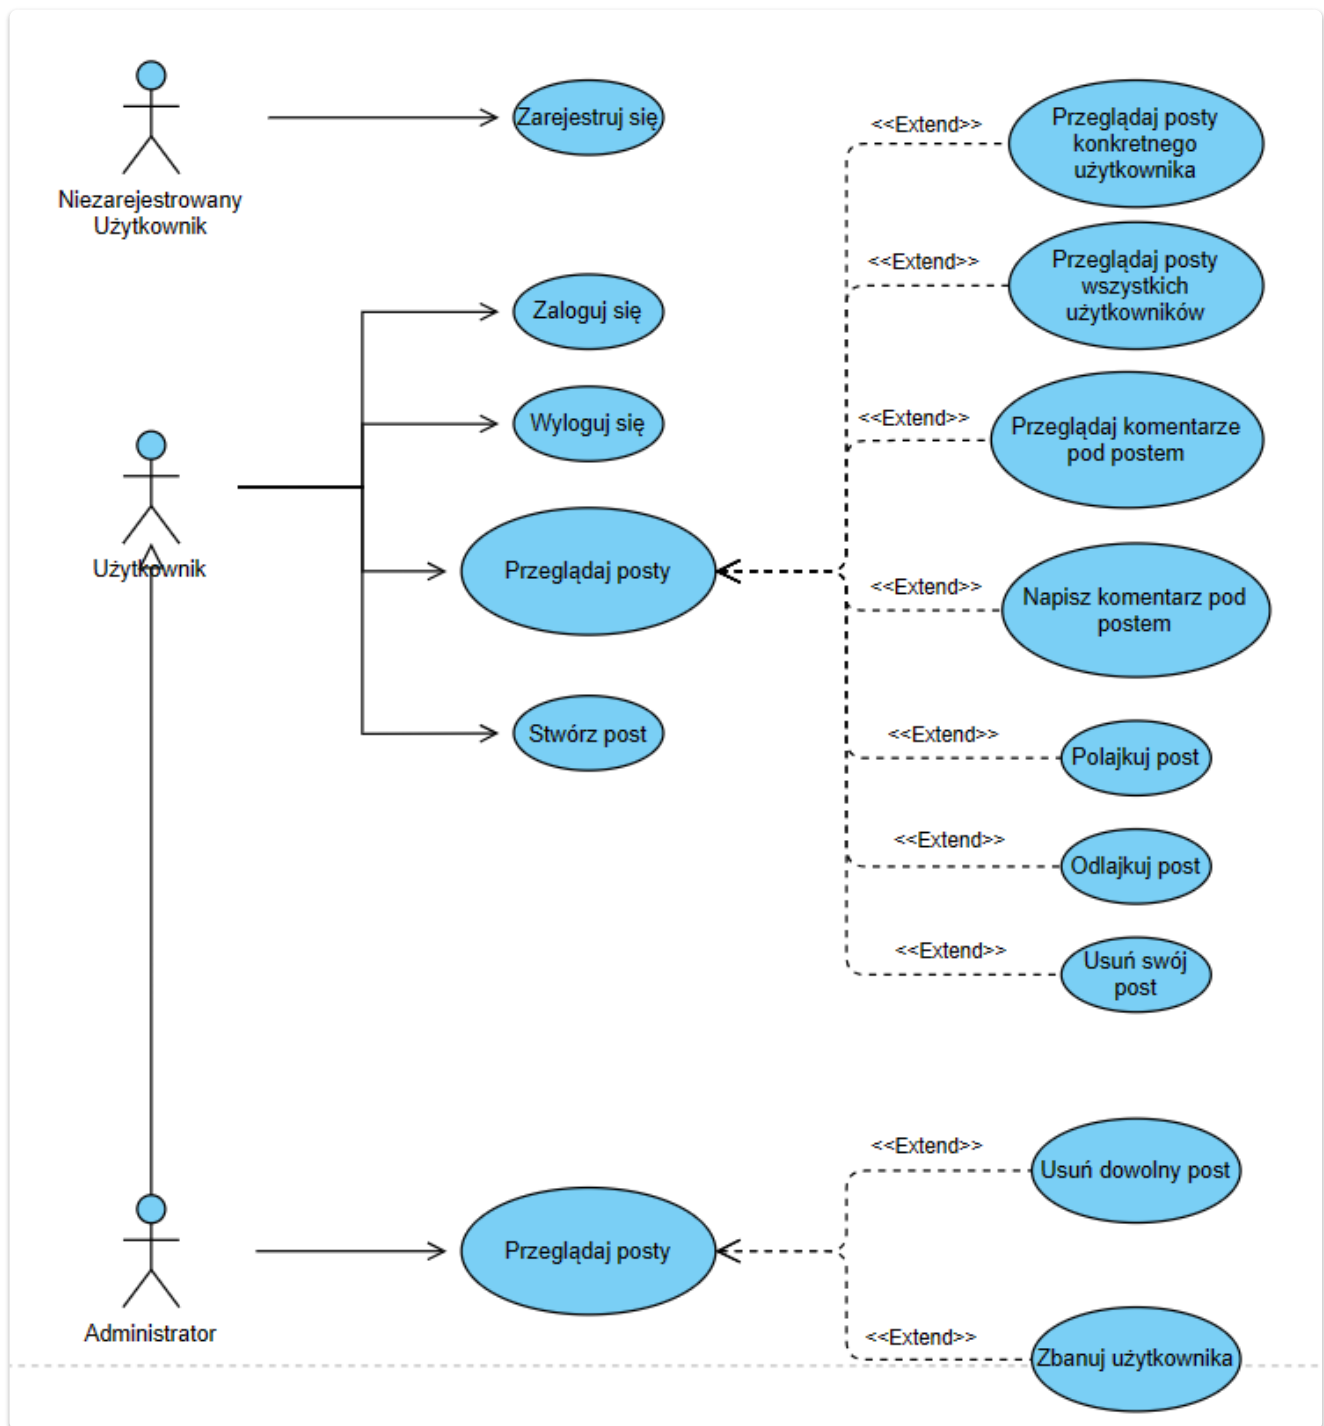 Niezarejestrowany
Użytkownik
Zarejestruj się
<<Extend>>
Przeglądaj posty
konkretnego
użytkownika
<<Extend>>
Przeglądaj posty
wszystkich
użytkowników
Zaloguj się
Wyloguj się
<<Extend>>
Przeglądaj komentarze
pod postem
Użytkownik
Przeglądaj posty
<<Extend>>
Napisz komentarz pod
postem
Stwórz post
<<Extend>>
Polajkuj post
<<Extend>>
Odlajkuj post
<<Extend>>
Usuń swój
post
Administrator
Przeglądaj posty
<<Extend>>
Usuń dowolny post
<<Extend>>
Zbanuj użytkownika